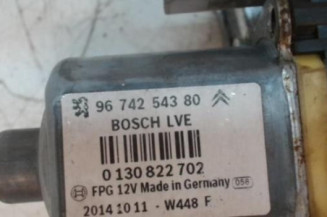 96 742 543 80
BOSCH LVE
0 130 822 702
FPG 12V Made in Germany 056
2014 10 11 - W448 F